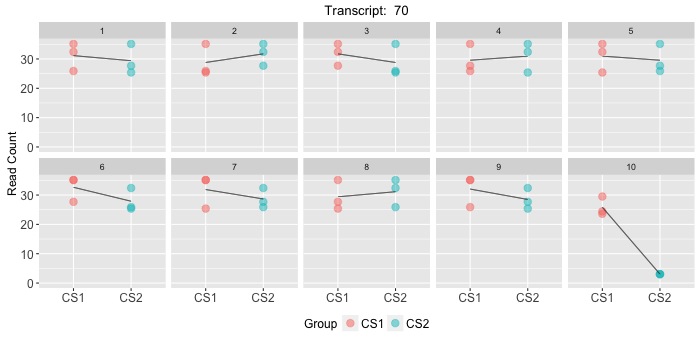 Transcript: 70
1 2 3 4 5
30
20
10
0
Read Count
6 7 8 9 10
30
20
10
0
CS1 CS2 CS1 CS2 CS1 CS2 CS1 CS2 CS1 CS2
Group CS1 CS2